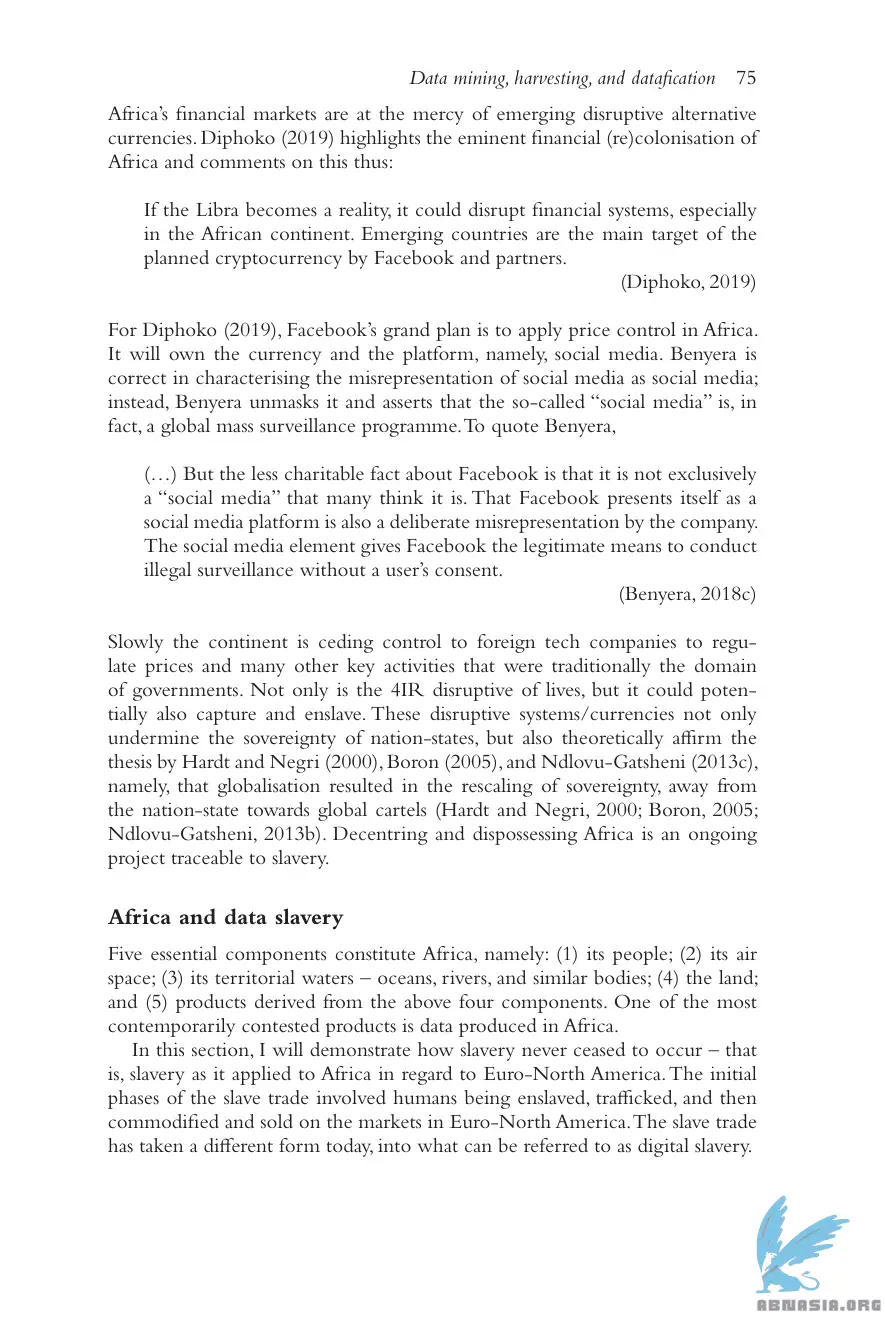 Data mining, harvesting, and datafication 75
Africa's financial markets are at the mercy of emerging disruptive alternative
currencies. Diphoko (2019) highlights the eminent financial (re)colonisation of
Africa and comments on this thus:
If the Libra becomes a reality, it could disrupt financial systems, especially
in the African continent. Emerging countries are the main target of the
planned cryptocurrency by Facebook and partners.
(Diphoko, 2019)
For Diphoko (2019), Facebook's grand plan is to apply price control in Africa.
It will own the currency and the platform, namely, social media. Benyera is
correct in characterising the misrepresentation of social media as social media;
instead, Benyera unmasks it and asserts that the so-called “social media” is, in
fact, a global mass surveillance programme. To quote Benyera,
(…) But the less charitable fact about Facebook is that it is not exclusively
a “social media” that many think it is. That Facebook presents itself as a
social media platform is also a deliberate misrepresentation by the company.
The social media element gives Facebook the legitimate means to conduct
illegal surveillance without a user's consent.
(Benyera, 2018c)
Slowly the continent is ceding control to foreign tech companies to regu-
late prices and many other key activities that were traditionally the domain
of governments. Not only is the 4IR disruptive of lives, but it could poten-
tially also capture and enslave. These disruptive systems/currencies not only
undermine the sovereignty of nation-states, but also theoretically affirm the
thesis by Hardt and Negri (2000), Boron (2005), and Ndlovu-Gatsheni (2013c),
namely, that globalisation resulted in the rescaling of sovereignty, away from
the nation-state towards global cartels (Hardt and Negri, 2000; Boron, 2005;
Ndlovu-Gatsheni, 2013b). Decentring and dispossessing Africa is an ongoing
project traceable to slavery.
Africa and data slavery
Five essential components constitute Africa, namely: (1) its people; (2) its air
space; (3) its territorial waters – oceans, rivers, and similar bodies; (4) the land;
and (5) products derived from the above four components. One of the most
contemporarily contested products is data produced in Africa.
In this section, I will demonstrate how slavery never ceased to occur – that
is, slavery as it applied to Africa in regard to Euro-North America. The initial
phases of the slave trade involved humans being enslaved, trafficked, and then
commodified and sold on the markets in Euro-North America. The slave trade
has taken a different form today, into what can be referred to as digital slavery.
ABNASIA.ORG